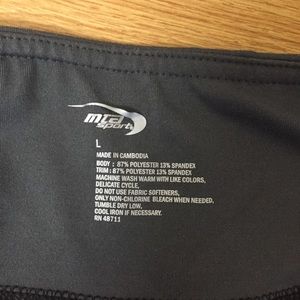 mta
sport
L
MADE IN CAMBODIA
BODY : 87% POLYESTER 13% SPANDEX
TRIM : 87% POLYESTER 13% SPANDEX
MACHINE WASH WARM WITH LIKE COLORS,
DELICATE CYCLE,
DO NOT USE FABRIC SOFTENERS,
ONLY NON-CHLORINE BLEACH WHEN NEEDED,
TUMBLE DRY LOW,
COOL IRON IF NECESSARY.
RN 48711